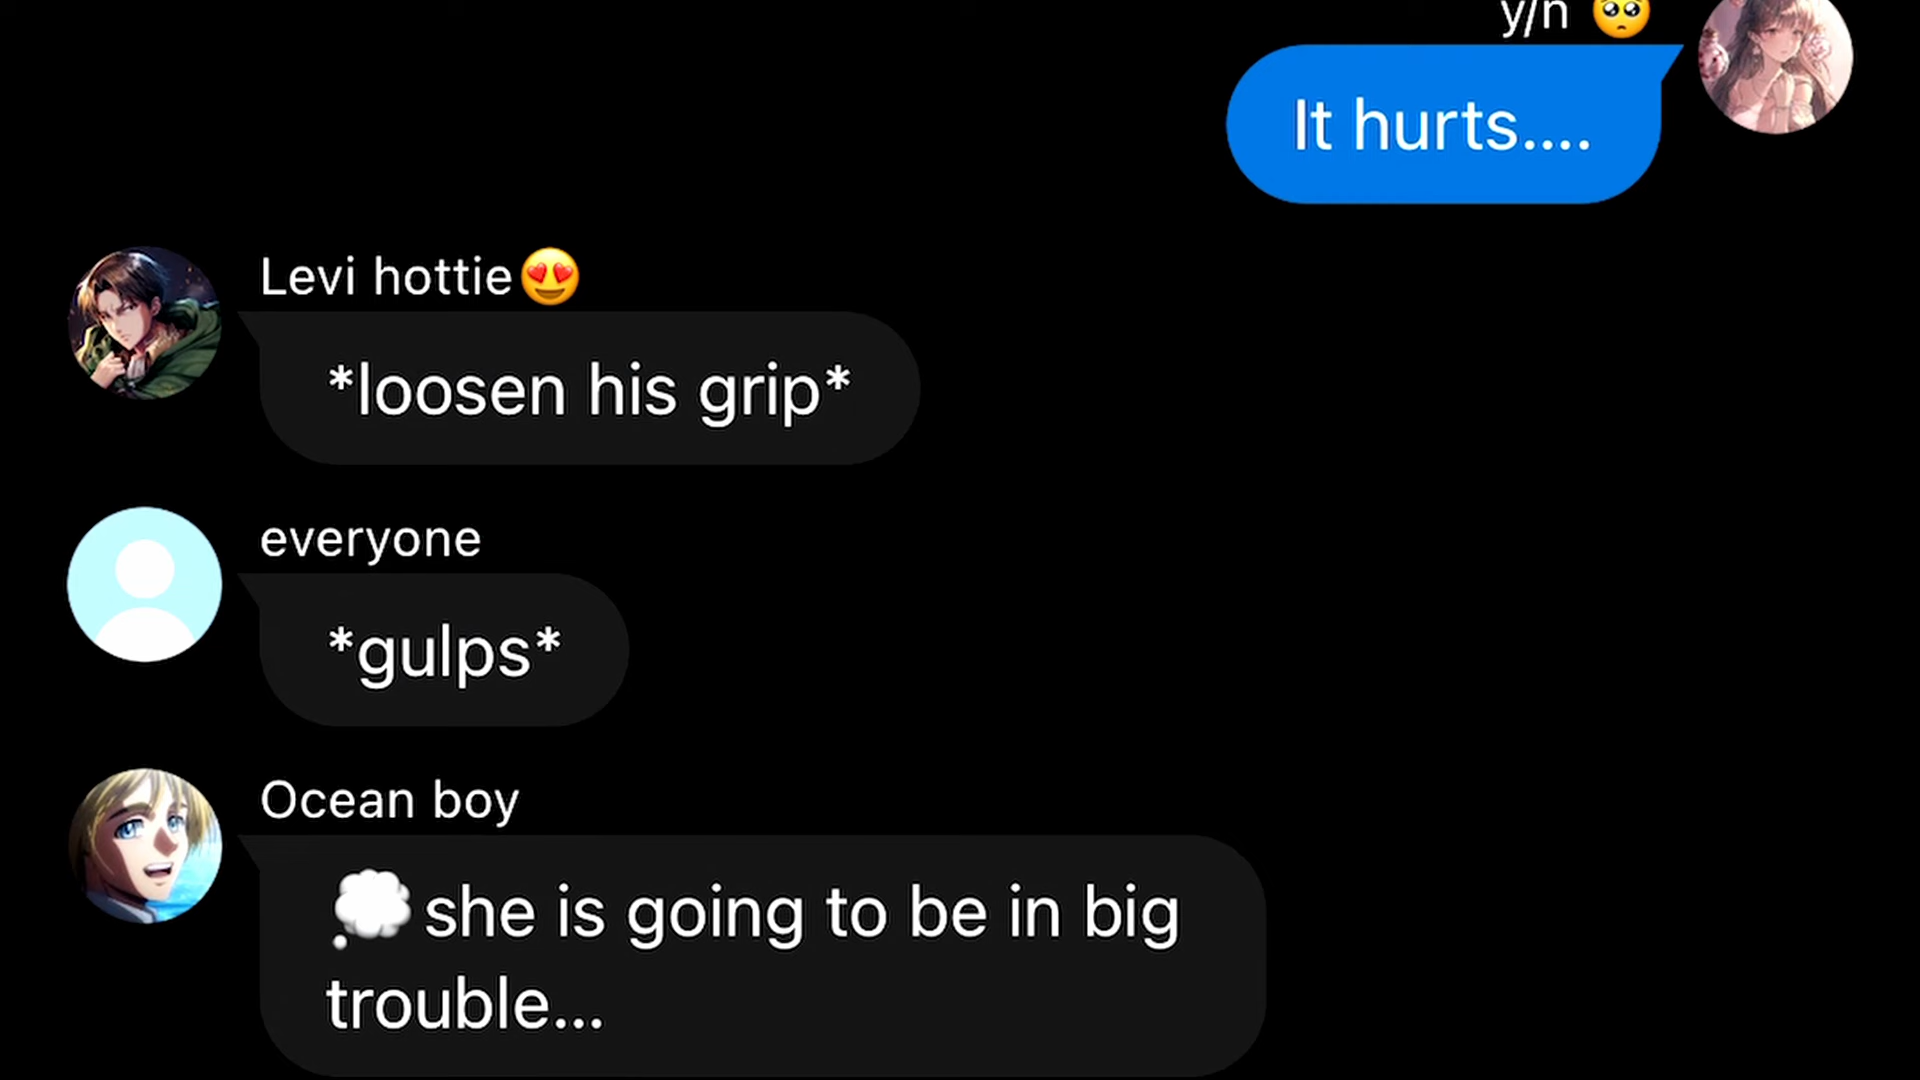 y/n 🥺
It hurts....
Levi hottie😍
*loosen his grip*
everyone
*gulps*
Ocean boy
💭she is going to be in big
trouble...